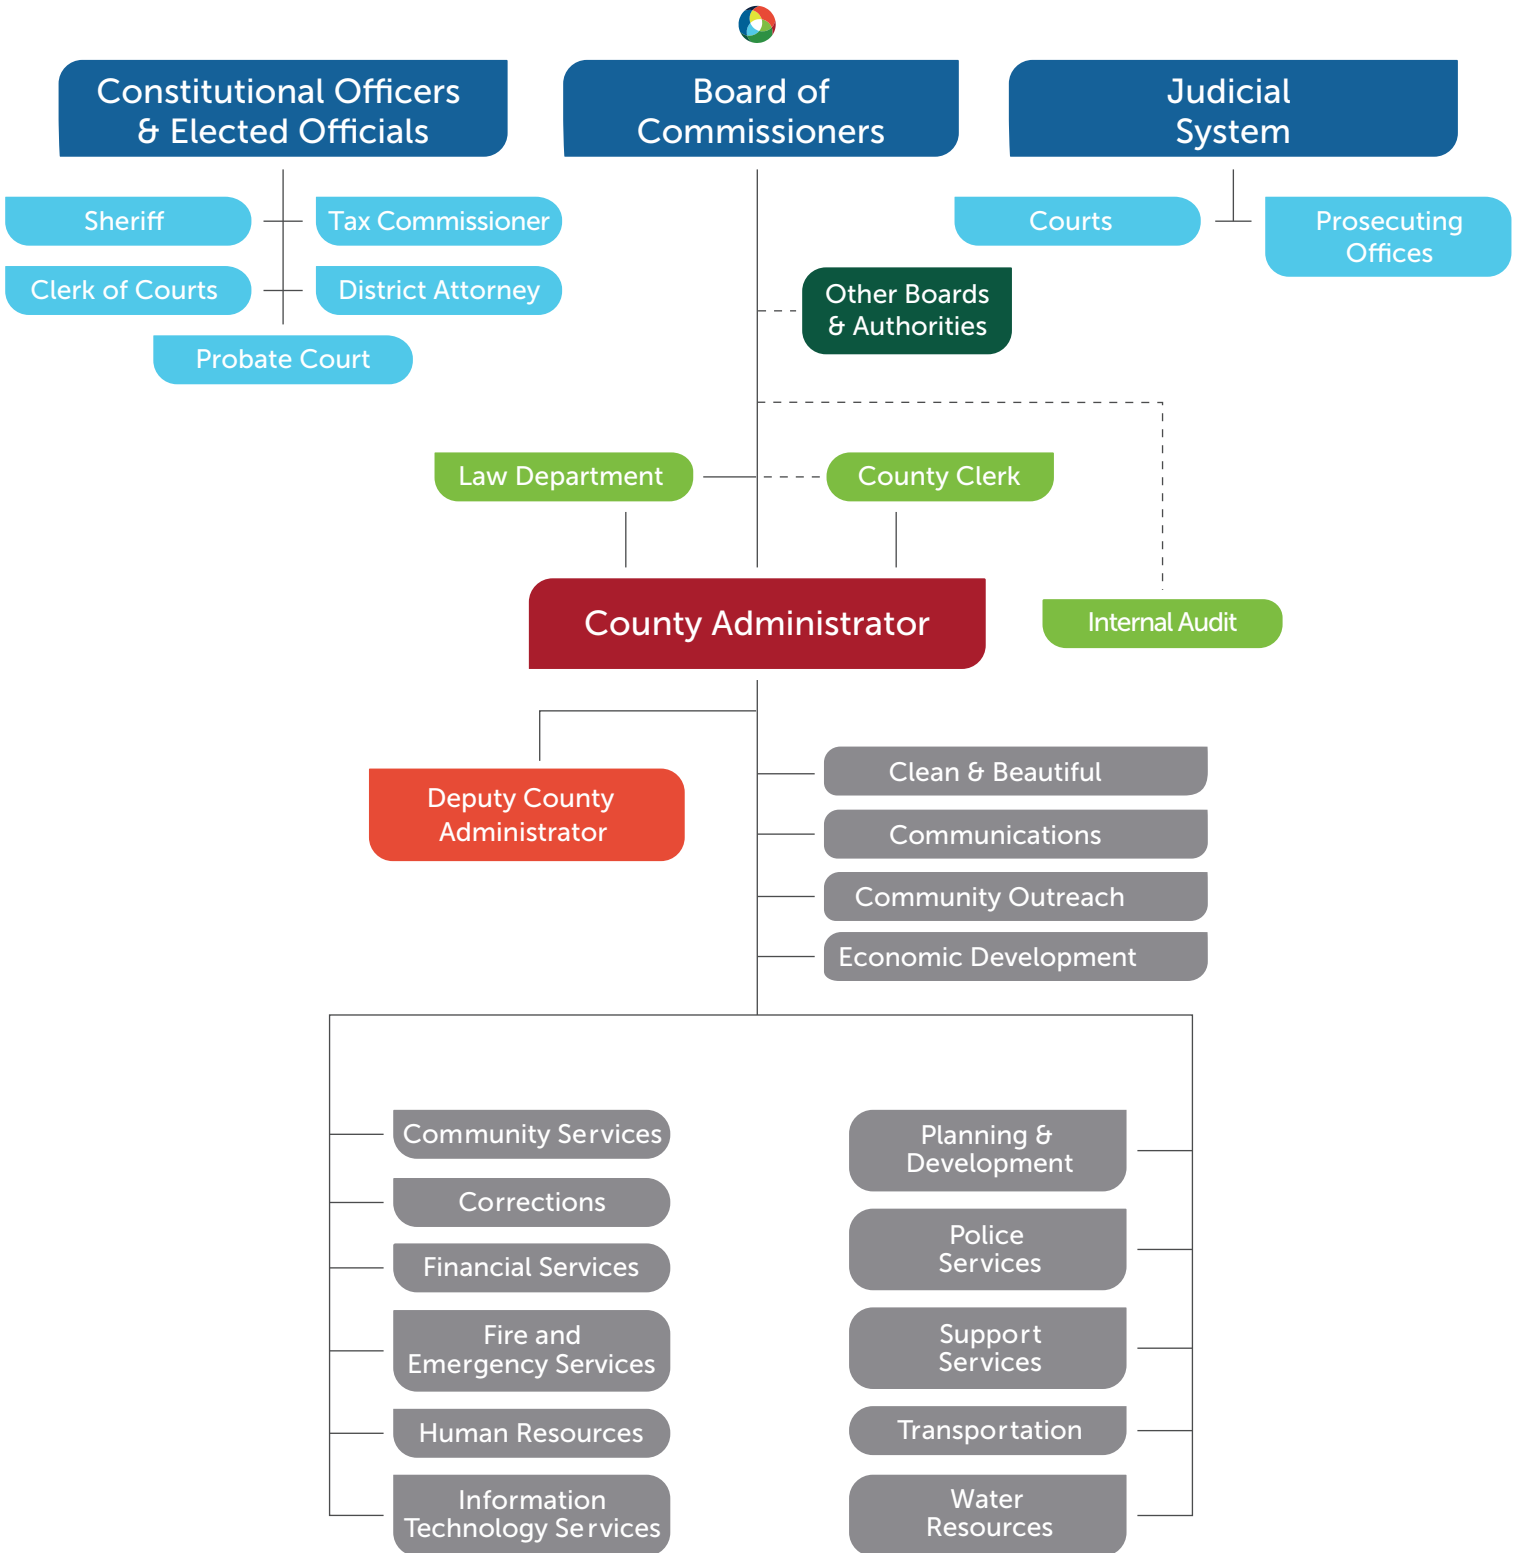 Constitutional Officers
& Elected Officials
Board of
Commissioners
Judicial
System
Sheriff
Tax Commissioner
Clerk of Courts
District Attorney
Probate Court
Courts
Prosecuting
Offices
Other Boards
& Authorities
Law Department
County Clerk
County Administrator
Internal Audit
Deputy County
Administrator
Clean & Beautiful
Communications
Community Outreach
Economic Development
Community Services
Corrections
Financial Services
Fire and
Emergency Services
Human Resources
Information
Technology Services
Planning &
Development
Police
Services
Support
Services
Transportation
Water
Resources